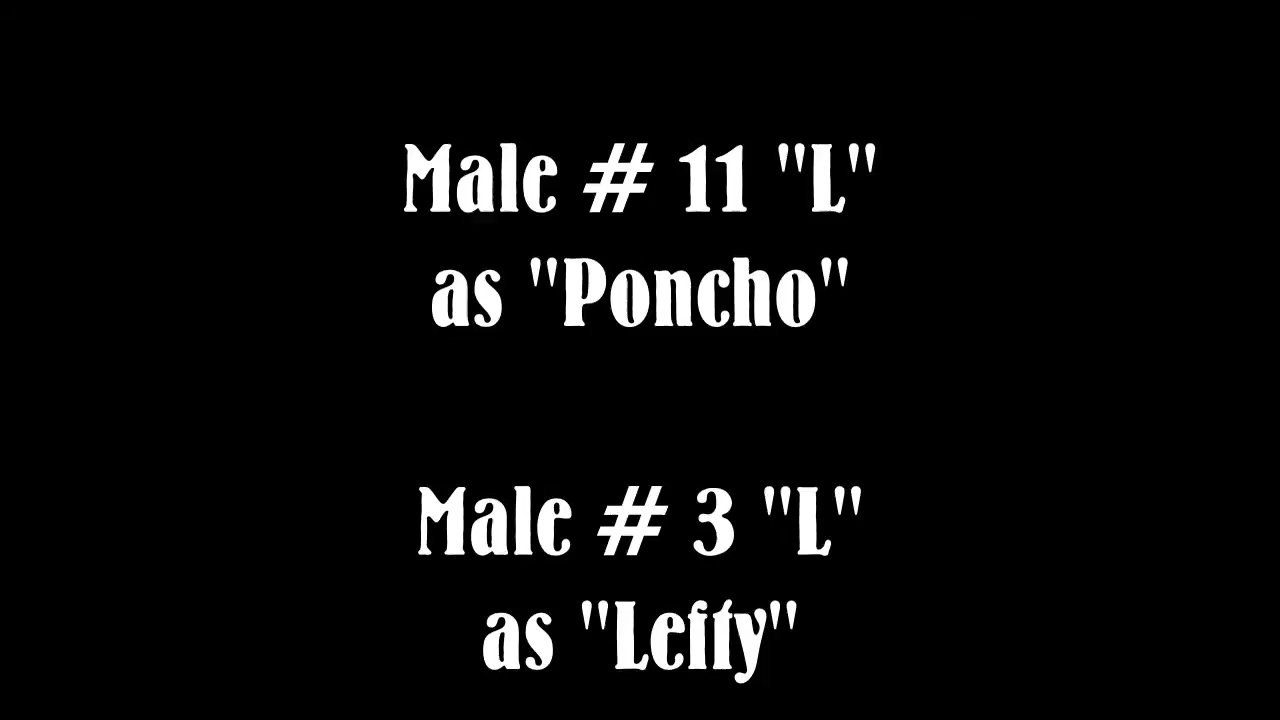 Male # 11 "L"
as "Poncho"
Male # 3 "L"
as "Lefty"